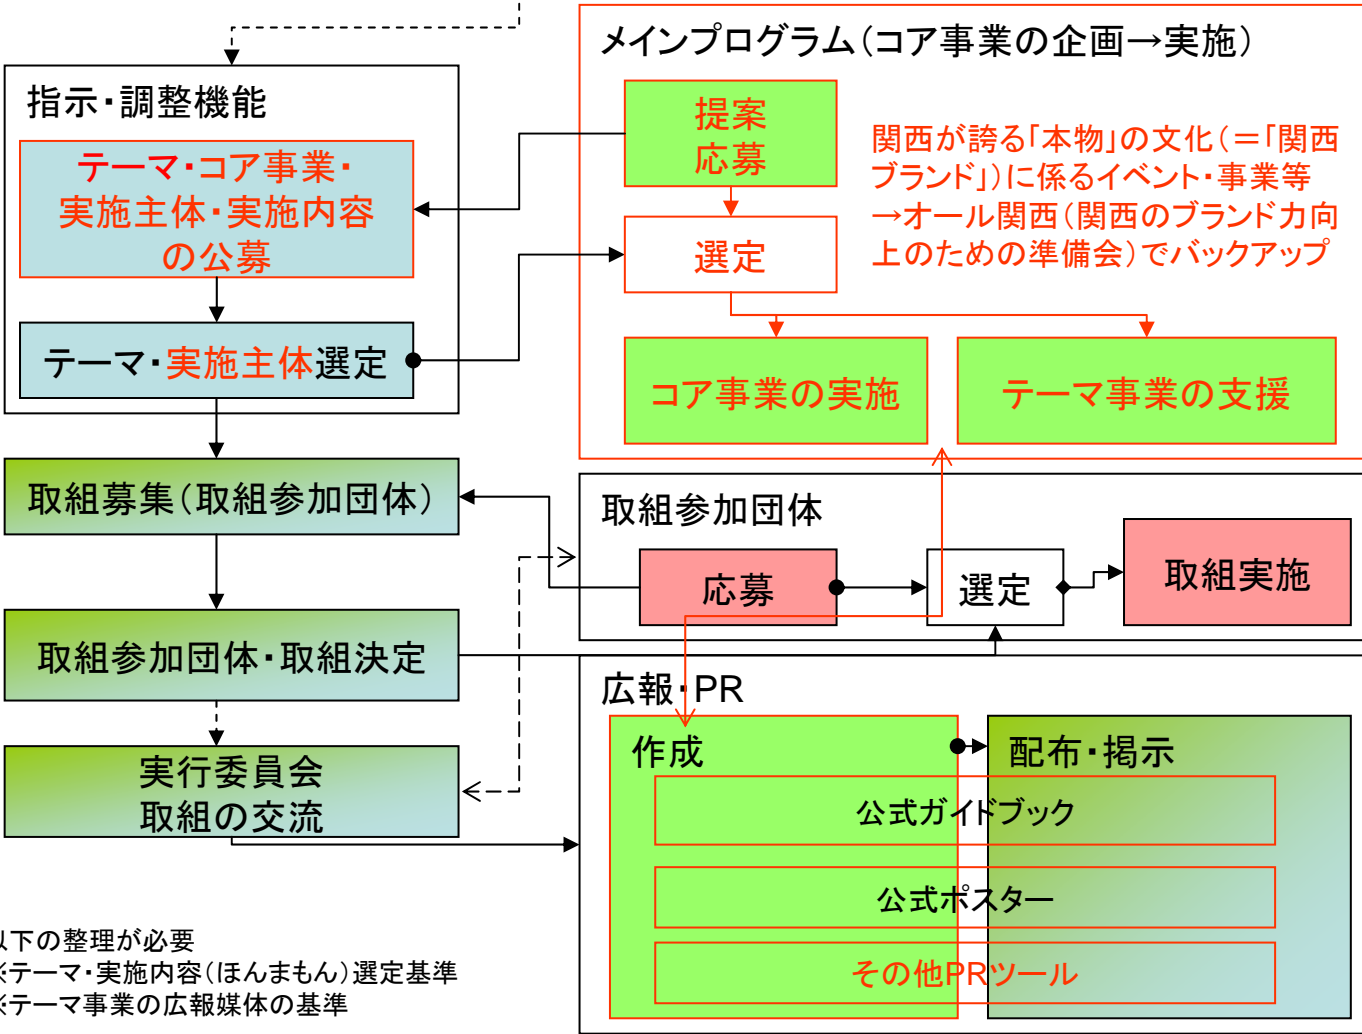 メインプログラム(コア事業の企画→実施)
指示・調整機能
テーマ・コア事業・
実施主体・実施内容
の公募
テーマ・実施主体選定
提案
応募
選定
関西が誇る「本物」の文化(=「関西
ブランド」)に係るイベント・事業等
→オール関西(関西のブランド力向
上のための準備会)でバックアップ
コア事業の実施
テーマ事業の支援
取組募集(取組参加団体)
取組参加団体・取組決定
実行委員会
取組の交流
取組参加団体
応募
選定
取組実施
広報・PR
作成
配布・掲示
公式ガイドブック
公式ポスター
その他PRツール
以下の整理が必要
※テーマ・実施内容(ほんまもん)選定基準
※テーマ事業の広報媒体の基準